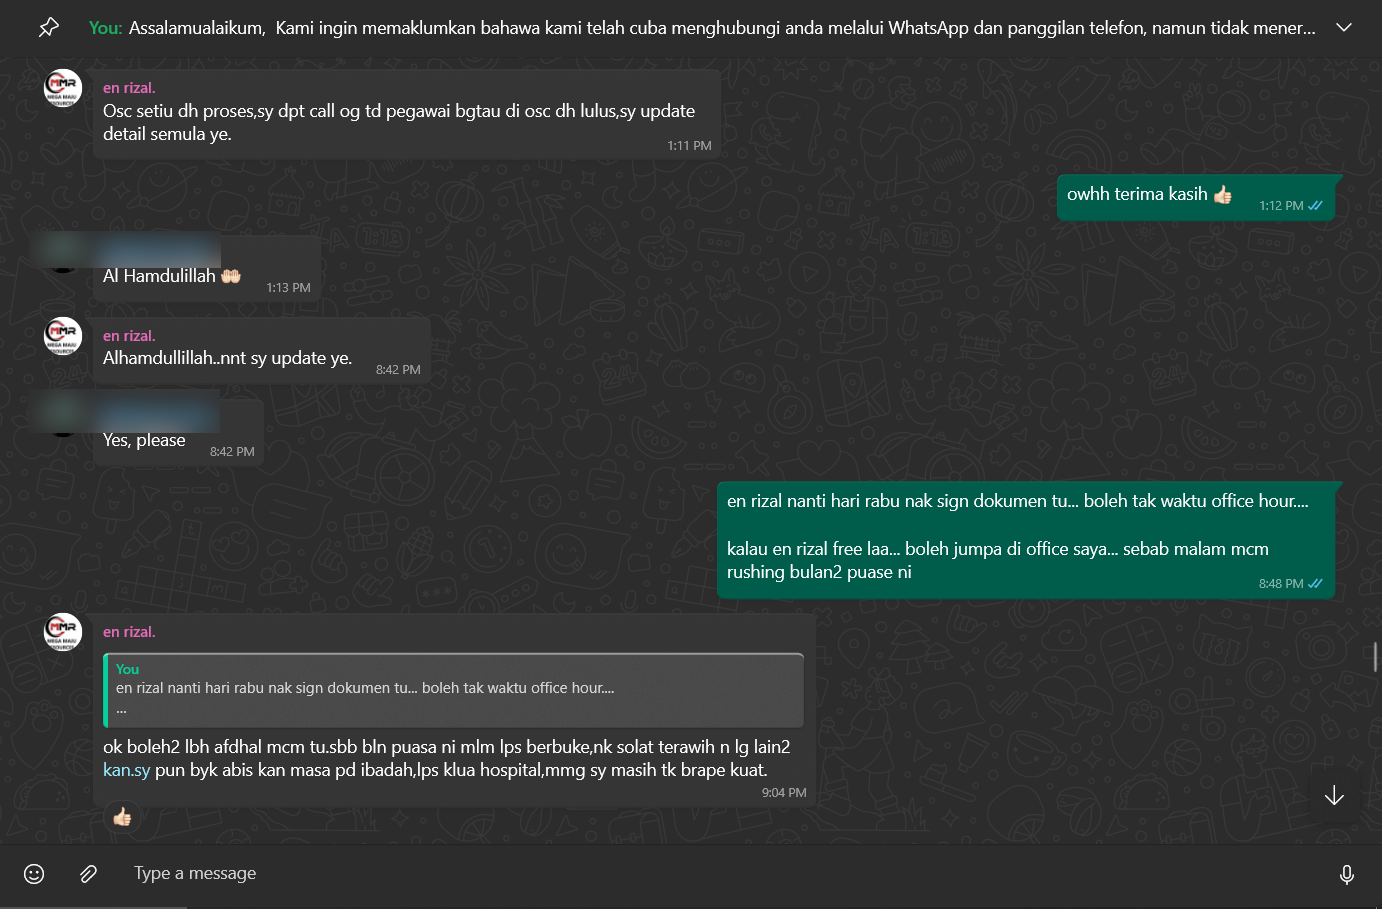 You: Assalamualaikum, Kami ingin memaklumkan bahawa kami telah cuba menghubungi anda melalui WhatsApp dan panggilan telefon, namun tidak mener...
en rizal.
Osc setiu dh proses,sy dpt call og td pegawai bgtau di osc dh lulus,sy update
detail semula ye.
1:11 PM
owhh terima kasih 👍🏻
1:12 PM
Al Hamdulillah 🤲🏻
1:13 PM
en rizal.
Alhamdullillah..nnt sy update ye.
8:42 PM
Yes, please
8:42 PM
en rizal nanti hari rabu nak sign dokumen tu... boleh tak waktu office hour....
kalau en rizal free laa... boleh jumpa di office saya... sebab malam mcm
rushing bulan2 puase ni
8:48 PM
en rizal.
You
en rizal nanti hari rabu nak sign dokumen tu... boleh tak waktu office hour....
...
ok boleh2 lbh afdhal mcm tu.sbb bln puasa ni mlm lps berbuke,nk solat terawih n lg lain2
kan.sy pun byk abis kan masa pd ibadah,lps klua hospital,mmg sy masih tk brape kuat.
9:04 PM
👍🏻
Type a message